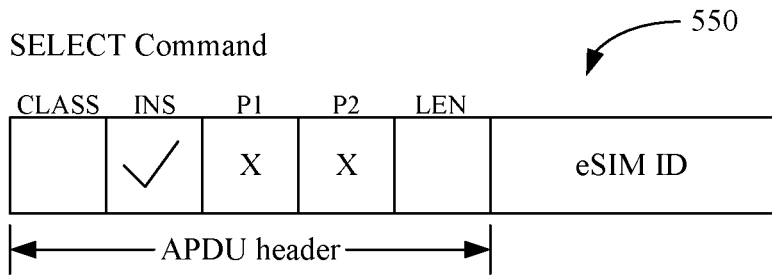 550
SELECT Command
CLASS INS P1 P2 LEN
X X eSIM ID
APDU header